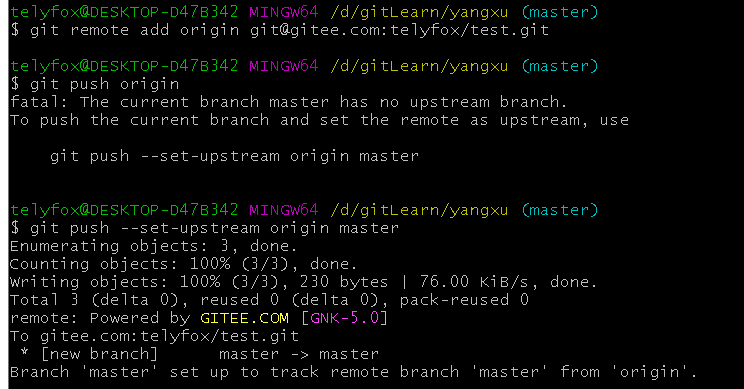 telyfox@DESKTOP-D47B342 MINGW64 /d/gitLearn/yangxu (master)
$ git remote add origin git@gitee.com:telyfox/test.git
telyfox@DESKTOP-D47B342 MINGW64 /d/gitLearn/yangxu (master)
$ git push origin
fatal: The current branch master has no upstream branch.
To push the current branch and set the remote as upstream, use
    git push --set-upstream origin master
telyfox@DESKTOP-D47B342 MINGW64 /d/gitLearn/yangxu (master)
$ git push --set-upstream origin master
Enumerating objects: 3, done.
Counting objects: 100% (3/3), done.
Writing objects: 100% (3/3), 230 bytes | 76.00 KiB/s, done.
Total 3 (delta 0), reused 0 (delta 0), pack-reused 0
remote: Powered by GITEE.COM [GNK-5.0]
To gitee.com:telyfox/test.git
 * [new branch]      master -> master
Branch 'master' set up to track remote branch 'master' from 'origin'.